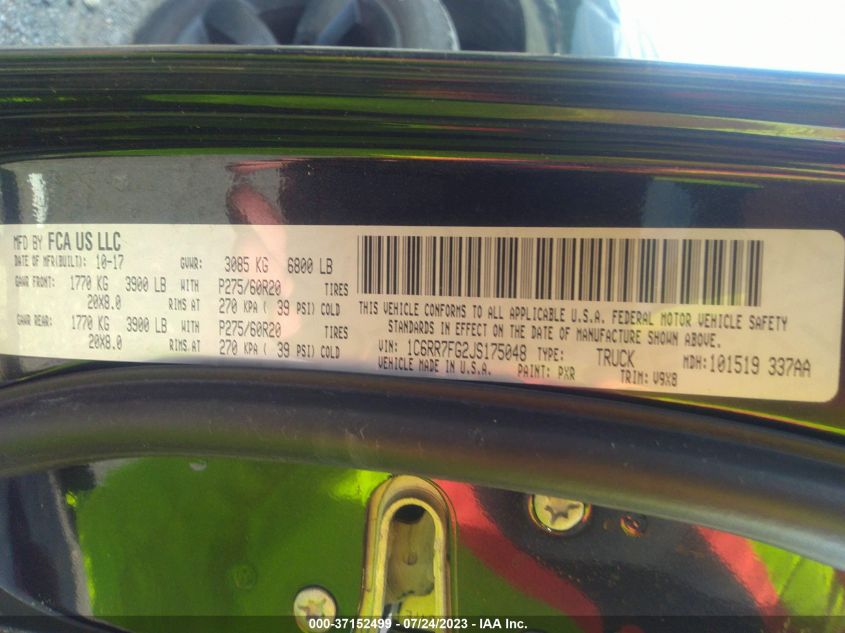 MFD BY FCA US LLC
DATE OF MFR(BUILT): 10-17 GVWR: 3085 KG 6800 LB
GAWR FRONT: 1770 KG 3900 LB WITH P275/60R20 TIRES
20X8.0 RIMS AT 270 KPA ( 39 PSI) COLD
GAWR REAR: 1770 KG 3900 LB WITH P275/60R20 TIRES
20X8.0 RIMS AT 270 KPA ( 39 PSI) COLD
THIS VEHICLE CONFORMS TO ALL APPLICABLE U.S.A. FEDERAL MOTOR VEHICLE SAFETY
STANDARDS IN EFFECT ON THE DATE OF MANUFACTURE SHOWN ABOVE.
VIN: 1C6RR7FG2JS175048 TYPE: TRUCK MDH: 101519 337AA
VEHICLE MADE IN U.S.A. PAINT: PXR TRIM: V9X8
000-37152499 - 07/24/2023 - IAA Inc.